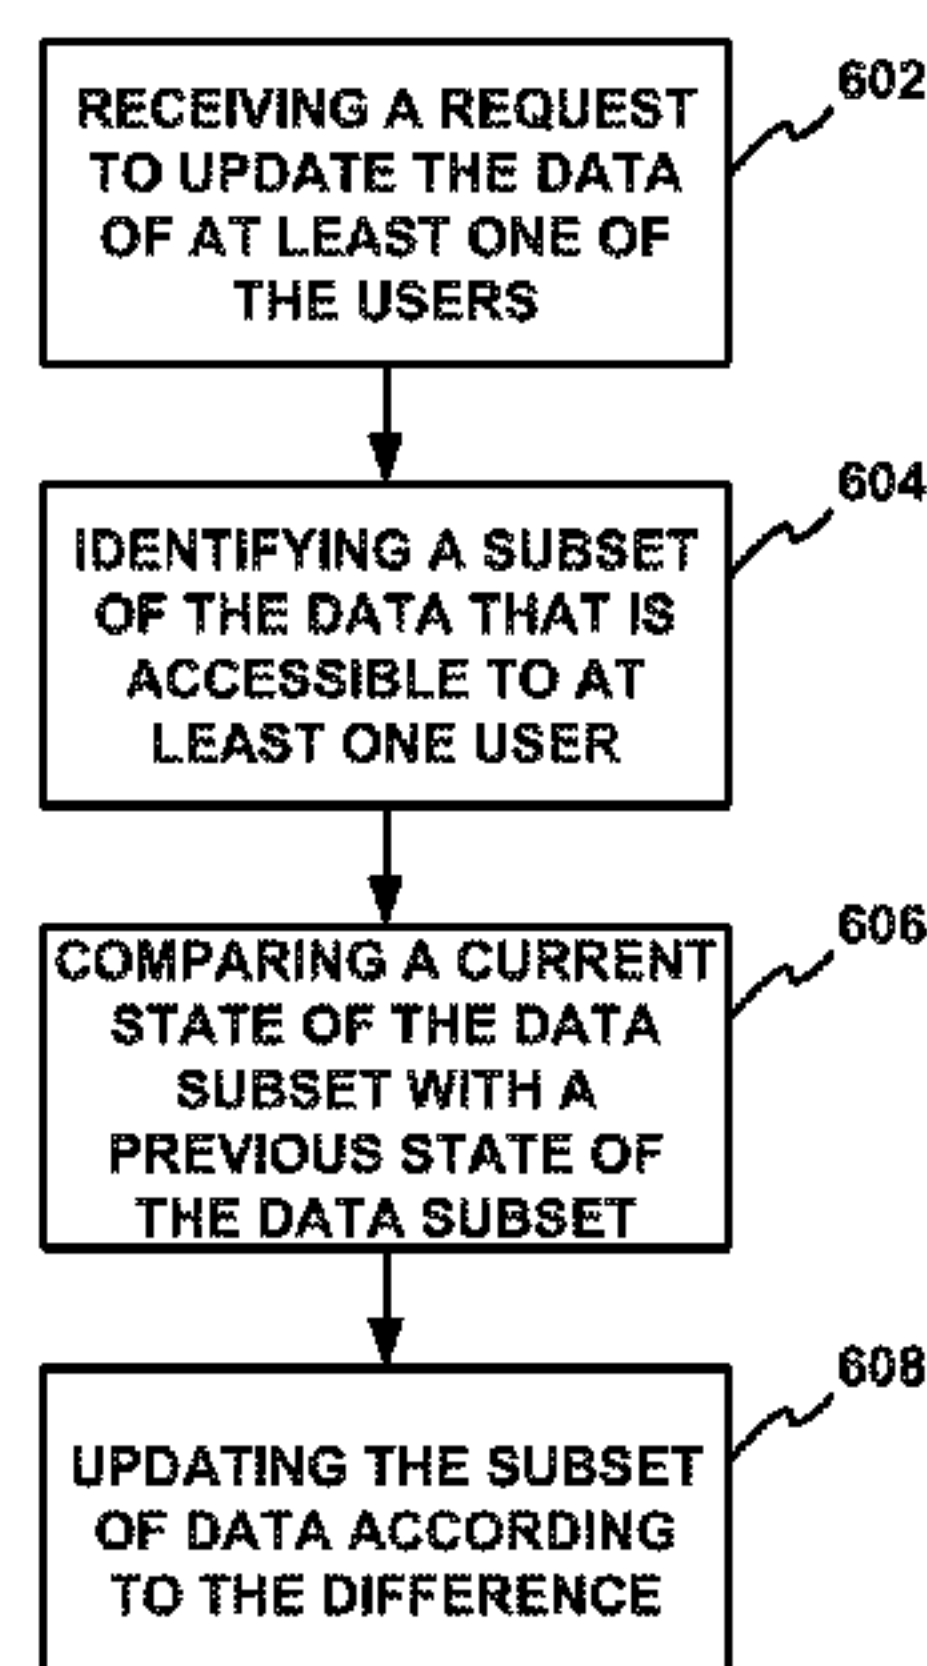 RECEIVING A REQUEST
TO UPDATE THE DATA
OF AT LEAST ONE OF
THE USERS
602
IDENTIFYING A SUBSET
OF THE DATA THAT IS
ACCESSIBLE TO AT
LEAST ONE USER
604
COMPARING A CURRENT
STATE OF THE DATA
SUBSET WITH A
PREVIOUS STATE OF
THE DATA SUBSET
606
UPDATING THE SUBSET
OF DATA ACCORDING
TO THE DIFFERENCE
608